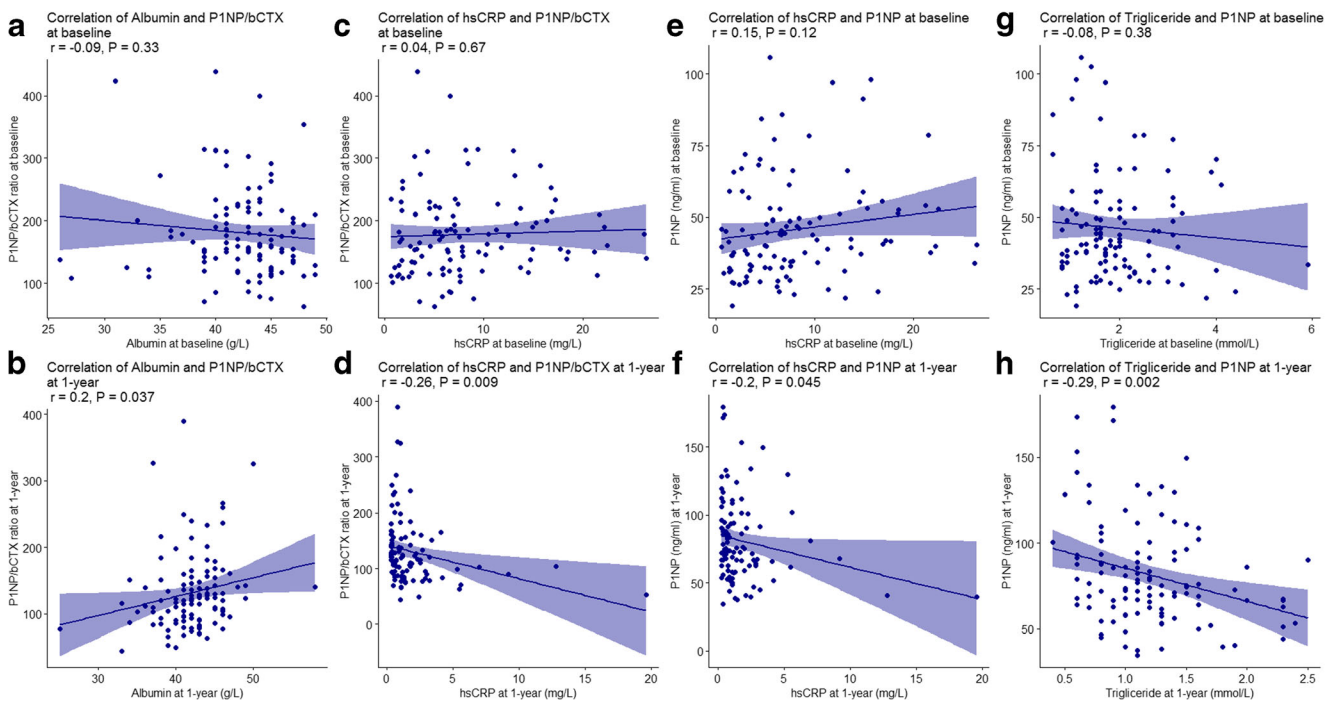 a
Correlation of Albumin and P1NP/bCTX
at baseline
r = -0.09, P = 0.33
P1NP/bCTX ratio at baseline
400
300
200
100
25 30 35 40 45 50
Albumin at baseline (g/L)
c
Correlation of hsCRP and P1NP/bCTX
at baseline
r = 0.04, P = 0.67
P1NP/bCTX ratio at baseline
400
300
200
100
0 10 20
hsCRP at baseline (mg/L)
e
Correlation of hsCRP and P1NP at baseline
r = 0.15, P = 0.12
P1NP (ng/ml) at baseline
100
75
50
25
0 10 20
hsCRP at baseline (mg/L)
g
Correlation of Trigliceride and P1NP at baseline
r = -0.08, P = 0.38
P1NP (ng/ml) at baseline
100
75
50
25
2 4 6
Trigliceride at baseline (mmol/L)
b
Correlation of Albumin and P1NP/bCTX
at 1-year
r = 0.2, P = 0.037
P1NP/bCTX ratio at 1-year
400
300
200
100
30 40 50
Albumin at 1-year (g/L)
d
Correlation of hsCRP and P1NP/bCTX at 1-year
r = -0.26, P = 0.009
P1NP/bCTX ratio at 1-year
400
300
200
100
0
0 5 10 15 20
hsCRP at 1-year (mg/L)
f
Correlation of hsCRP and P1NP at 1-year
r = -0.2, P = 0.045
P1NP (ng/ml) at 1-year
150
100
50
0
0 5 10 15 20
hsCRP at 1-year (mg/L)
h
Correlation of Trigliceride and P1NP at 1-year
r = -0.29, P = 0.002
P1NP (ng/ml) at 1-year
150
100
50
0.5 1.0 1.5 2.0 2.5
Trigliceride at 1-year (mmol/L)